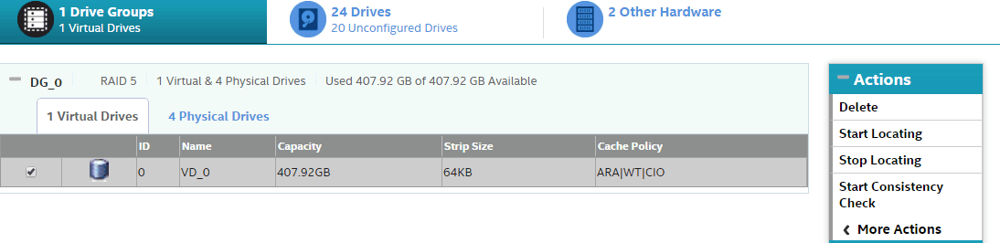 1 Drive Groups
1 Virtual Drives
24 Drives
20 Unconfigured Drives
2 Other Hardware
DG_0 RAID 5 1 Virtual & 4 Physical Drives Used 407.92 GB of 407.92 GB Available
1 Virtual Drives 4 Physical Drives
ID Name Capacity Strip Size Cache Policy
0 VD_0 407.92GB 64KB ARA|WT|CIO
Actions
Delete
Start Locating
Stop Locating
Start Consistency
Check
More Actions